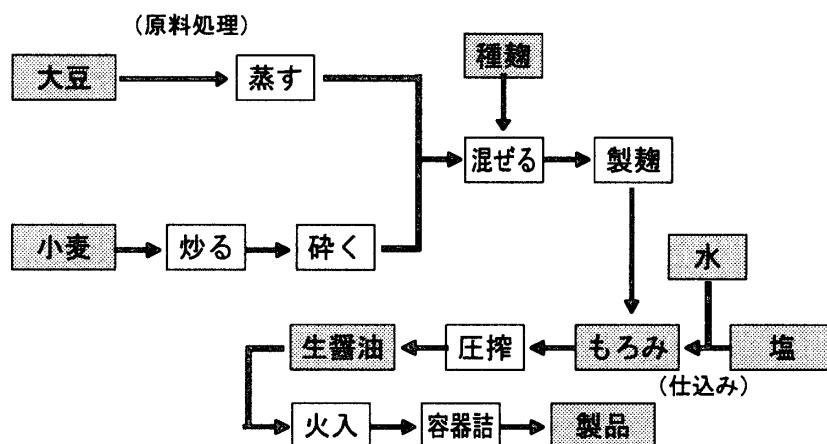 (原料処理)
大豆
蒸す
種麹
混ぜる
製麹
小麦
炒る
砕く
水
生醤油
圧搾
もろみ
塩
(仕込み)
火入
容器詰
製品